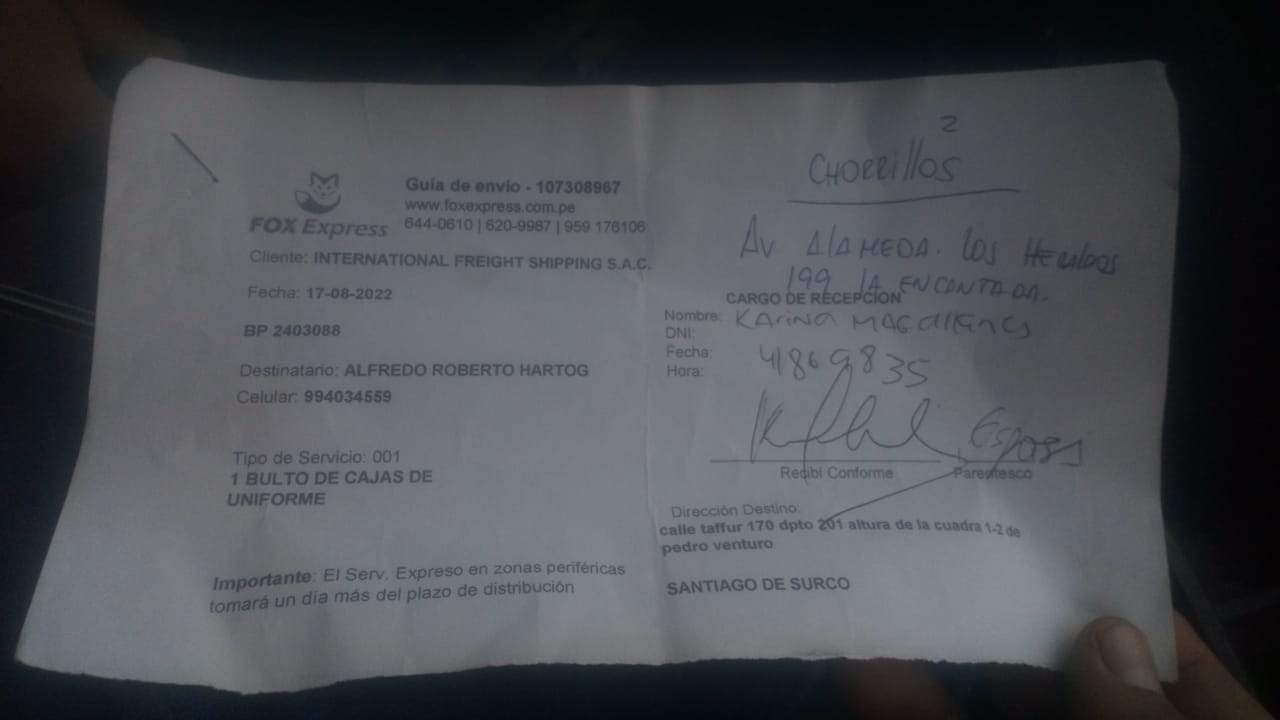 FOX Express
Guía de envio - 107308967
www.foxexpress.com.pe
644-0610 | 620-9987 | 959 176106
Cliente: INTERNATIONAL FREIGHT SHIPPING S.A.C.
Fecha: 17-08-2022
BP 2403088
Destinatario: ALFREDO ROBERTO HARTOG
Celular: 994034559
Tipo de Servicio: 001
1 BULTO DE CAJAS DE
UNIFORME
Importante: El Serv. Expreso en zonas periféricas
tomará un día más del plazo de distribución
2
CHORRILLOS
AV ALAMEDA. LOS HERALDOS
199 LA ENCONTADA.
CARGO DE RECEPCION
Nombre: KARINA MAGALLANES
DNI:
Fecha: 41869835
Hora:
Esposa
Recibí Conforme Parentesco
Dirección Destino:
calle taffur 170 dpto 201 altura de la cuadra 1-2 de
pedro venturo
SANTIAGO DE SURCO